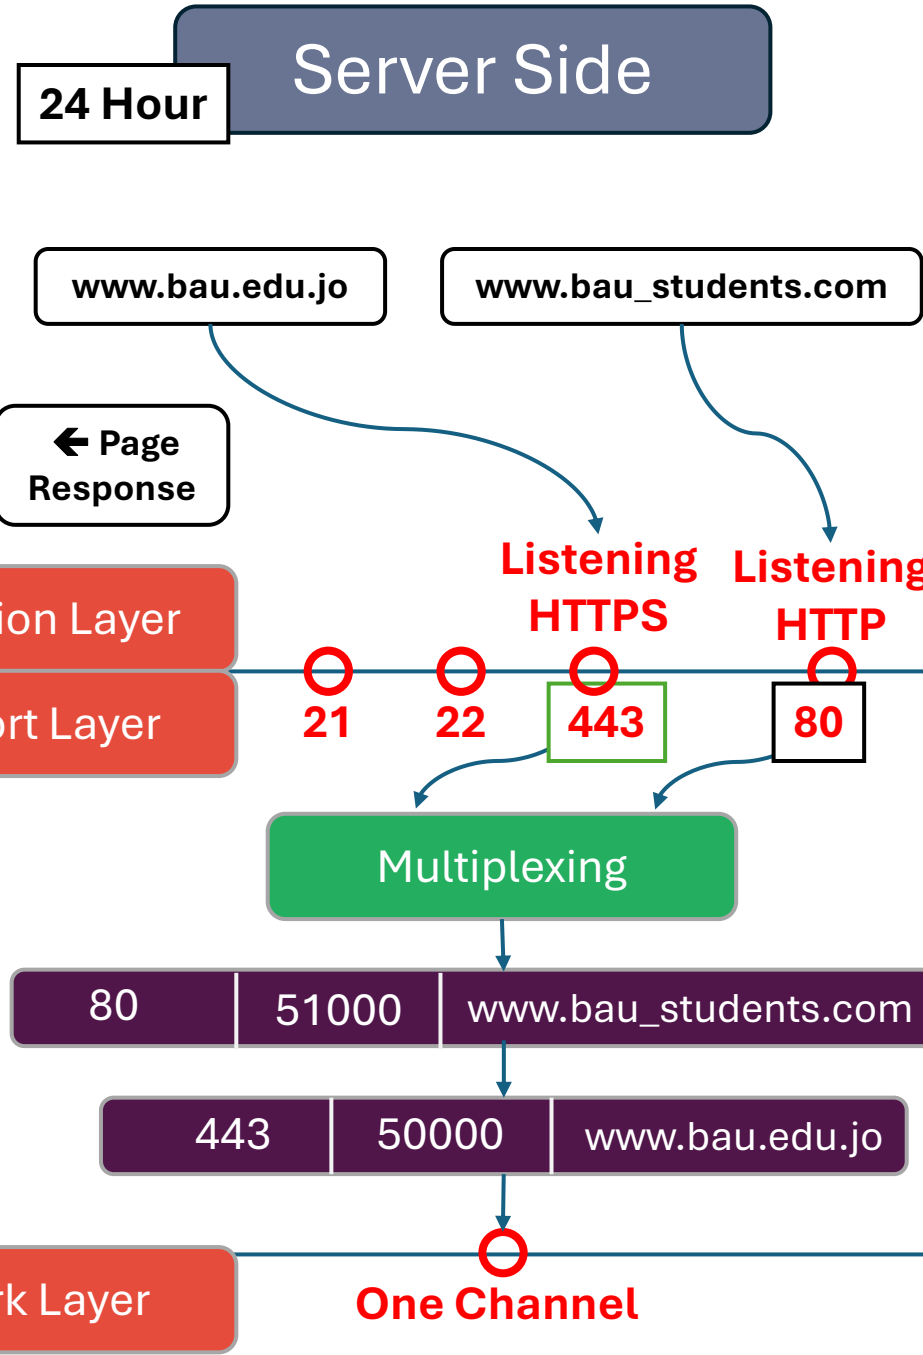 Server Side
24 Hour
www.bau.edu.jo
www.bau_students.com
🡸 Page
Response
Listening
HTTPS
Listening
HTTP
ion Layer
ort Layer
21
22
443
80
Multiplexing
80 51000 www.bau_students.com
443 50000 www.bau.edu.jo
rk Layer
One Channel